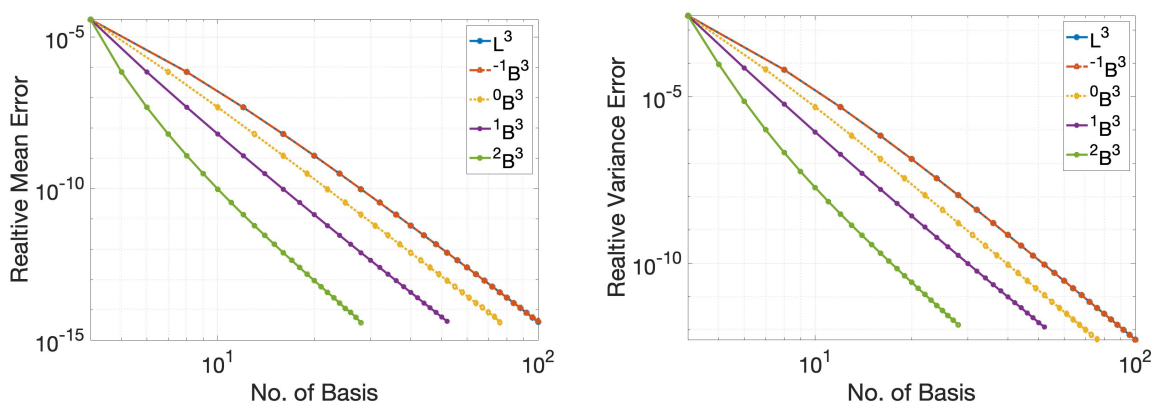 10^-5
10^-10
10^-15
10^1
10^2
Realtive Mean Error
No. of Basis
L^3
^-1B^3
^0B^3
^1B^3
^2B^3
10^-5
10^-10
10^1
10^2
Realtive Variance Error
No. of Basis
L^3
^-1B^3
^0B^3
^1B^3
^2B^3